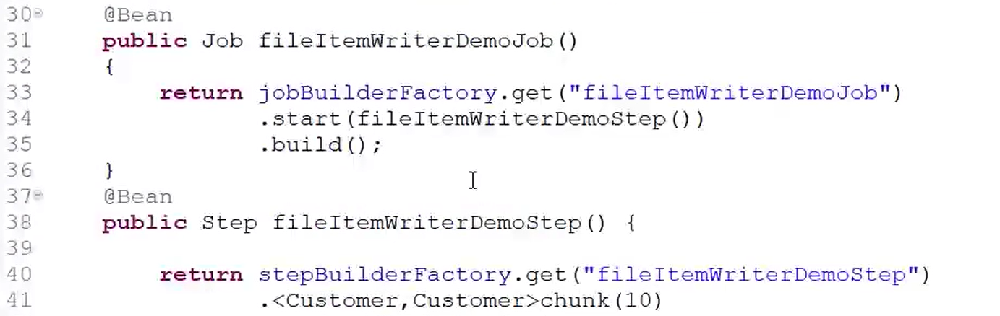 30 @Bean
31 public Job fileItemWriterDemoJob()
32 {
33 return jobBuilderFactory.get("fileItemWriterDemoJob")
34 .start(fileItemWriterDemoStep())
35 .build();
36 }
37 @Bean
38 public Step fileItemWriterDemoStep() {
39
40 return stepBuilderFactory.get("fileItemWriterDemoStep")
41 .<Customer,Customer>chunk(10)